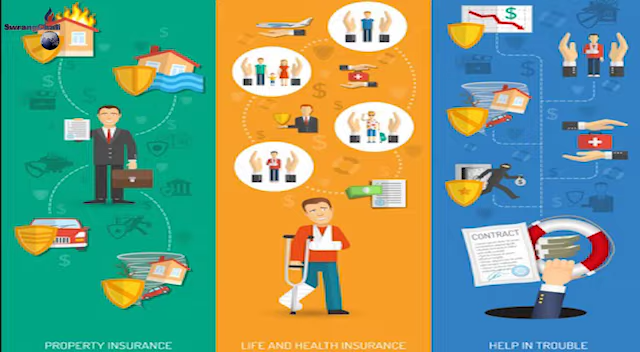 PROPERTY INSURANCE
LIFE AND HEALTH INSURANCE
CONTRACT
HELP IN TROUBLE